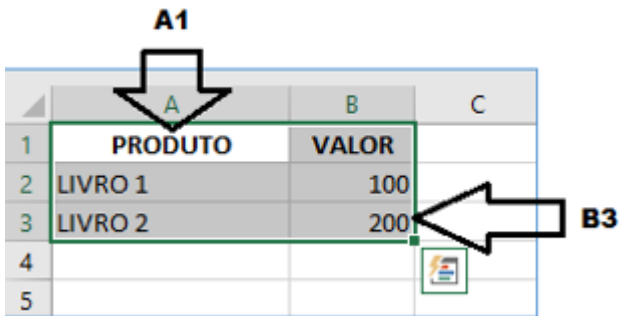 A1
A B C
1 PRODUTO VALOR
2 LIVRO 1 100
3 LIVRO 2 200
B3
4
5